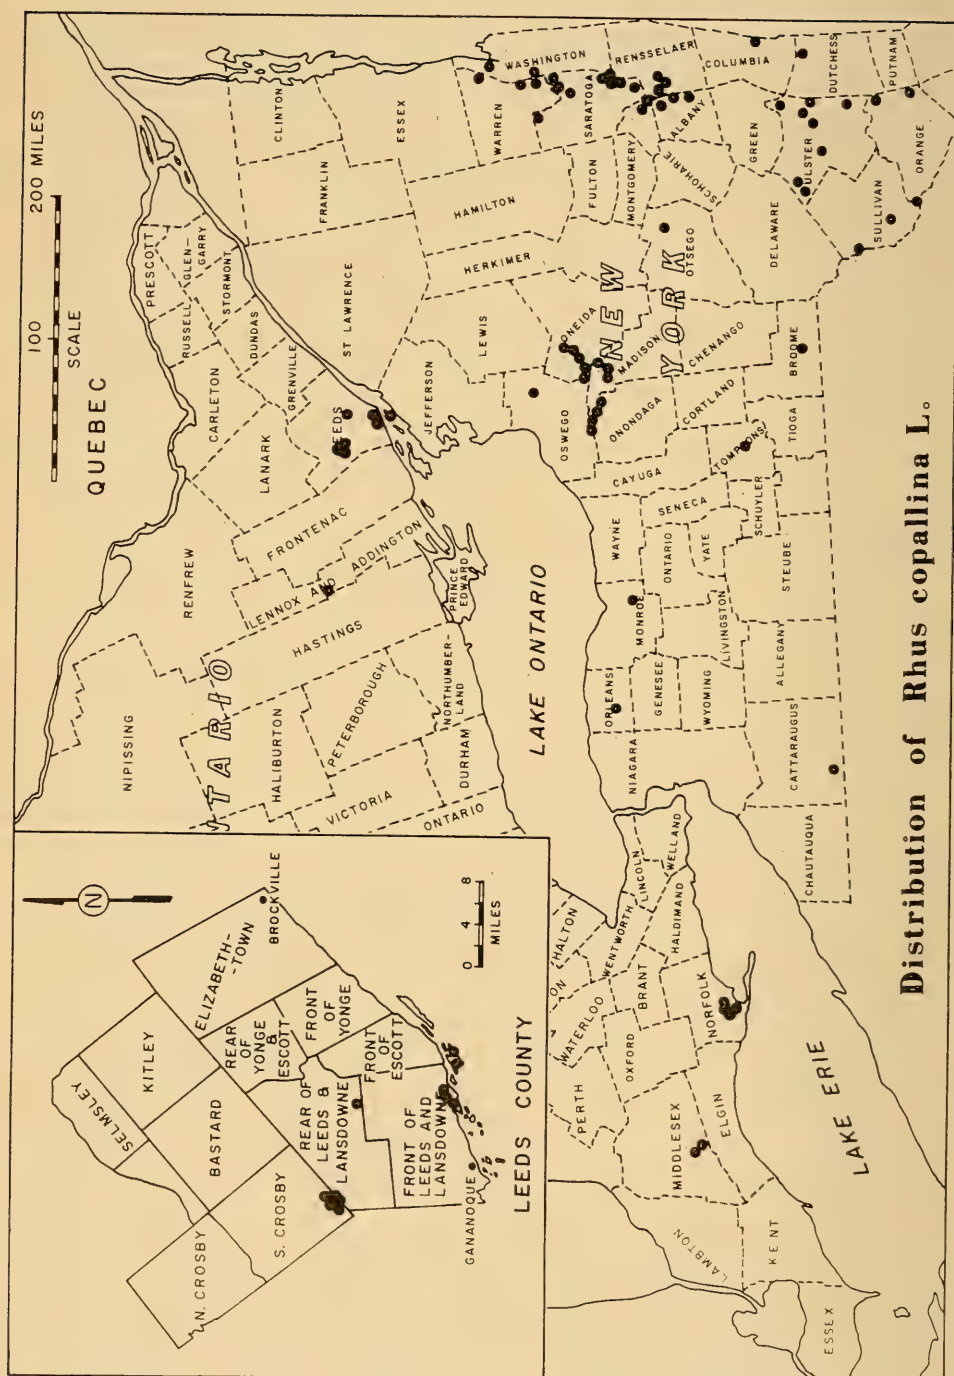 QUEBEC
100
200 MILES
SCALE
NIPISSING
RENFREW
TARIO
HALIBURTON
HASTINGS
LENNOX AND ADDINGTON
FRONTENAC
LANARK
CARLETON
RUSSELL
PRESCOTT
GLEN-
GARRY
STORMONT
DUNDAS
GRENVILLE
LEEDS
VICTORIA
PETERBOROUGH
ONTARIO
DURHAM
NORTHUMBER-
LAND
PRINCE
EDWARD
LAKE ONTARIO
ST LAWRENCE
FRANKLIN
CLINTON
ESSEX
JEFFERSON
LEWIS
HERKIMER
HAMILTON
WARREN
WASHINGTON
OSWEGO
ONEIDA
FULTON
SARATOGA
MONTGOMERY
RENSSELAER
NEW
YORK
NIAGARA
ORLEANS
MONROE
WAYNE
CAYUGA
ONONDAGA
MADISON
OTSEGO
SCHOHARIE
ALBANY
COLUMBIA
GENESEE
WYOMING
LIVINGSTON
ONTARIO
YATE
SENECA
CORTLAND
CHENANGO
TOMPKINS
SCHUYLER
DELAWARE
GREEN
ULSTER
DUTCHESS
CHAUTAUQUA
CATTARAUGUS
ALLEGANY
STEUBE
TIOGA
BROOME
SULLIVAN
ORANGE
PUTNAM
N
N. CROSBY
S. CROSBY
SELMSLEY
BASTARD
KITLEY
ELIZABETH-
-TOWN
BROCKVILLE
REAR
OF
YONGE
&
ESCOTT
FRONT
OF
YONGE
REAR OF
LEEDS &
LANSDOWNE
FRONT
OF
ESCOTT
FRONT OF
LEEDS AND
LANSDOWNE
GANANOQUE
0 4 8
MILES
LEEDS COUNTY
HALTON
ON
WATERLOO
WENTWORTH
LINCOLN
WELLAND
PERTH
OXFORD
BRANT
HALDIMAND
MIDDLESEX
ELGIN
NORFOLK
LAMBTON
KENT
ESSEX
LAKE ERIE
Distribution of Rhus copallina L.